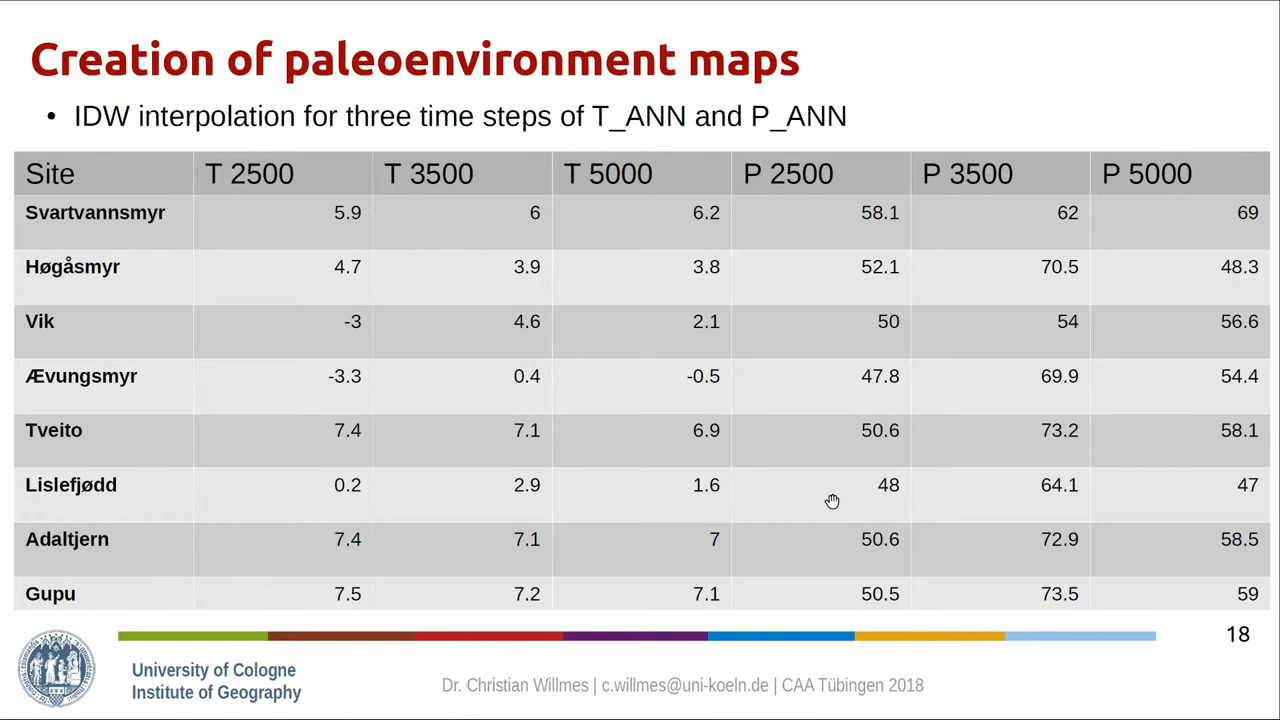 Creation of paleoenvironment maps
• IDW interpolation for three time steps of T_ANN and P_ANN
Site T 2500 T 3500 T 5000 P 2500 P 3500 P 5000
Svartvannsmyr 5.9 6 6.2 58.1 62 69
Høgåsmyr 4.7 3.9 3.8 52.1 70.5 48.3
Vik -3 4.6 2.1 50 54 56.6
Ævungsmyr -3.3 0.4 -0.5 47.8 69.9 54.4
Tveito 7.4 7.1 6.9 50.6 73.2 58.1
Lislefjødd 0.2 2.9 1.6 48 64.1 47
Adaltjern 7.4 7.1 7 50.6 72.9 58.5
Gupu 7.5 7.2 7.1 50.5 73.5 59
18
University of Cologne
Institute of Geography
Dr. Christian Willmes | c.willmes@uni-koeln.de | CAA Tübingen 2018